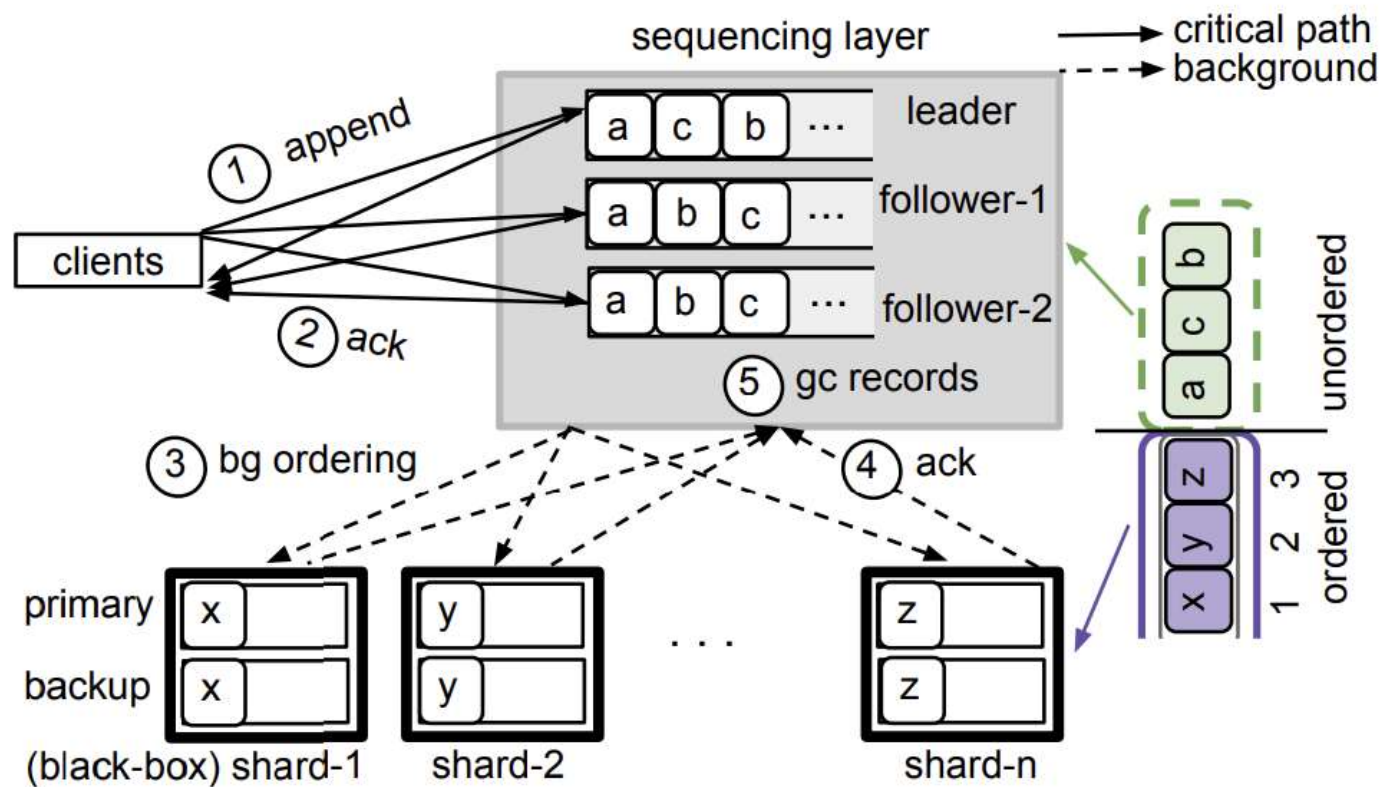 sequencing layer
critical path
background
a c b ... leader
1 append
a b c ... follower-1
clients
a b c ... follower-2
2 ack
5 gc records
b
c
a
unordered
3 bg ordering
4 ack
z 3
y 2
x 1
ordered
primary x y z
. . .
backup x y z
(black-box) shard-1 shard-2 shard-n